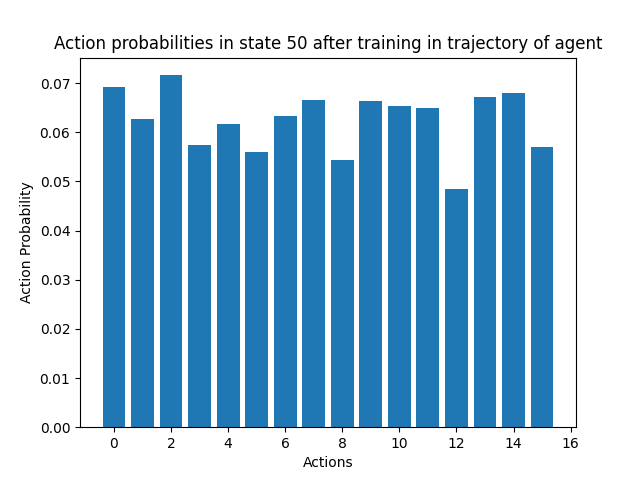 Action probabilities in state 50 after training in trajectory of agent
0.07
0.06
0.05
0.04
0.03
0.02
0.01
0.00
Action Probability
0 2 4 6 8 10 12 14 16
Actions